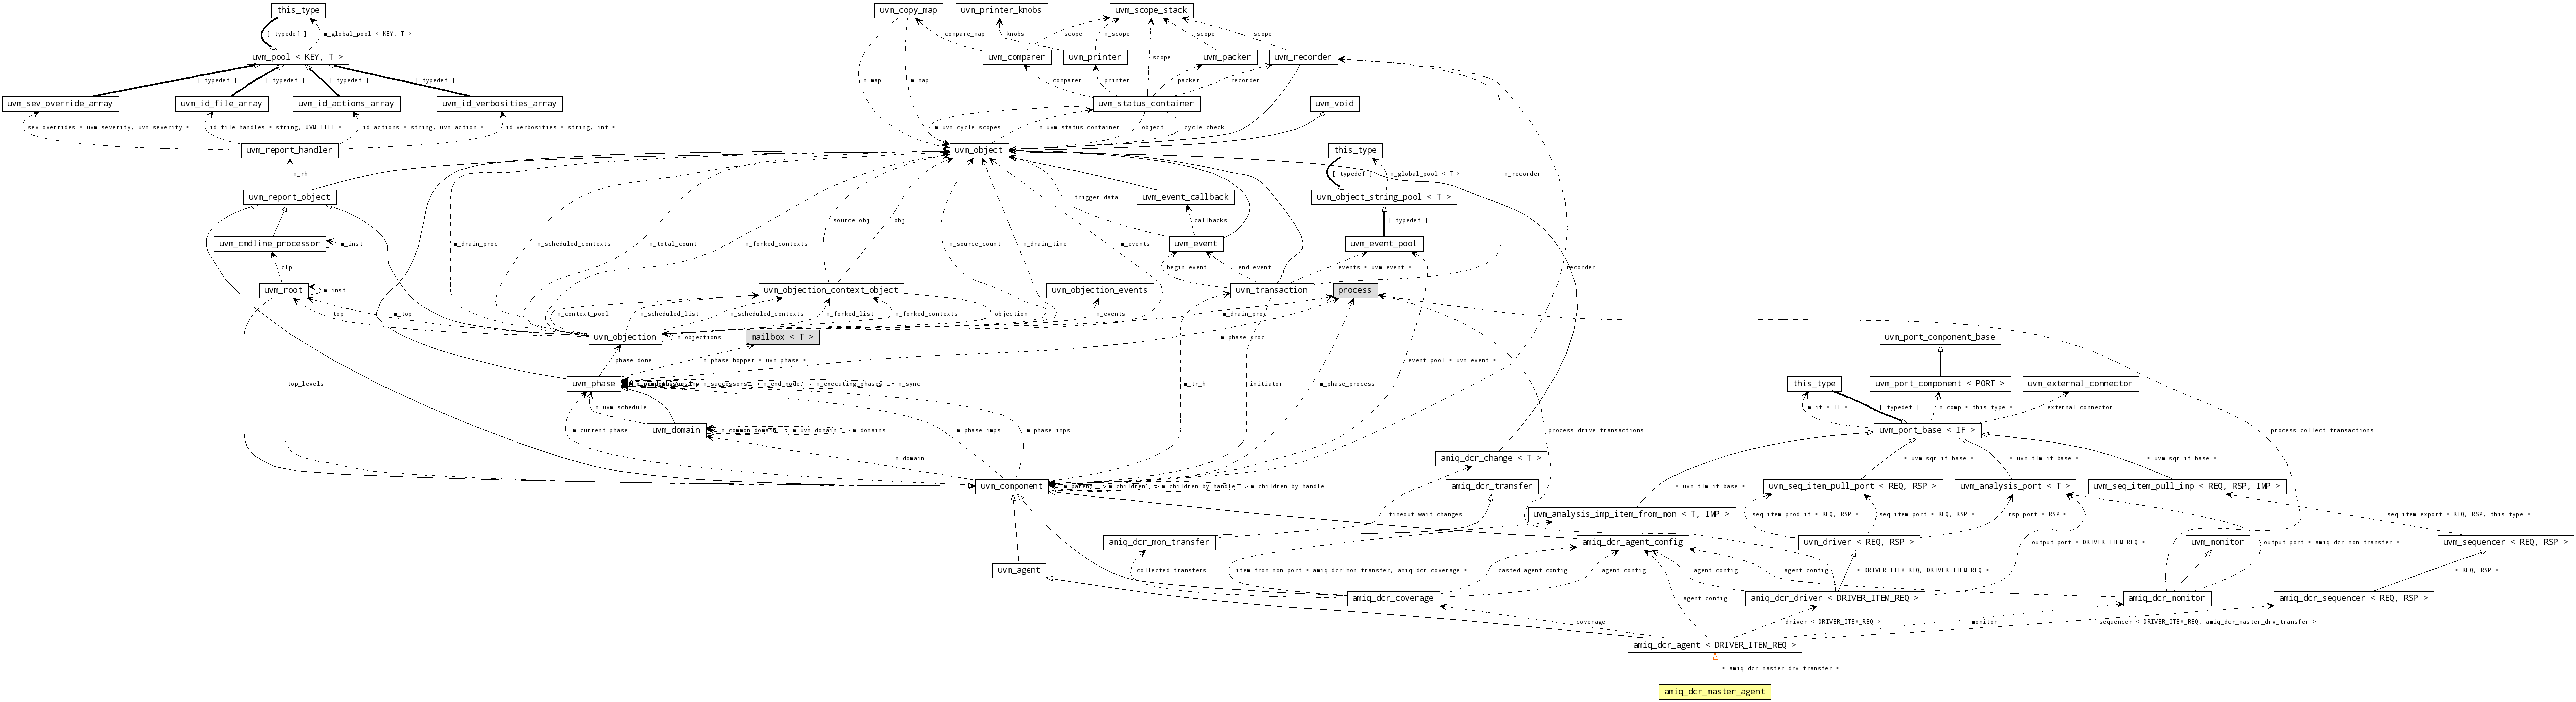 this_type
uvm_copy_map
uvm_printer_knobs
uvm_scope_stack
[ typedef ]
m_global_pool < KEY, T >
compare_map
scope
knobs
m_scope
scope
scope
scope
uvm_pool < KEY, T >
uvm_comparer
uvm_printer
uvm_packer
uvm_recorder
[ typedef ]
[ typedef ]
[ typedef ]
[ typedef ]
m_map
m_map
comparer
printer
packer
recorder
uvm_sev_override_array
uvm_id_file_array
uvm_id_actions_array
uvm_id_verbosities_array
uvm_status_container
uvm_void
sev_overrides < uvm_severity, uvm_severity >
id_file_handles < string, UVM_FILE >
id_actions < string, uvm_action >
id_verbosities < string, int >
m_uvm_cycle_scopes
__m_uvm_status_container
object
cycle_check
uvm_report_handler
uvm_object
this_type
m_rh
[ typedef ]
m_global_pool < T >
m_recorder
uvm_report_object
trigger_data
uvm_event_callback
uvm_object_string_pool < T >
source_obj
obj
callbacks
[ typedef ]
uvm_cmdline_processor
m_inst
m_drain_proc
m_scheduled_contexts
m_total_count
m_forked_contexts
m_source_count
m_drain_time
m_events
uvm_event
uvm_event_pool
clp
begin_event
end_event
events < uvm_event >
recorder
uvm_root
m_inst
uvm_objection_context_object
uvm_objection_events
uvm_transaction
process
top
m_top
m_context_pool
m_scheduled_list
m_scheduled_contexts
m_forked_list
m_forked_contexts
objection
m_events
m_drain_proc
uvm_objection
m_objections
mailbox < T >
m_phase_proc
uvm_port_component_base
phase_done
m_phase_hopper < uvm_phase >
event_pool < uvm_event >
top_levels
uvm_phase
m_successors
m_end_node
m_executing_phases
m_sync
m_tr_h
initiator
m_phase_process
this_type
uvm_port_component < PORT >
uvm_external_connector
m_uvm_schedule
m_if < IF >
[ typedef ]
m_comp < this_type >
external_connector
m_current_phase
uvm_domain
m_common_domain
m_uvm_domain
m_domains
m_phase_imps
m_phase_imps
process_drive_transactions
uvm_port_base < IF >
process_collect_transactions
m_domain
amiq_dcr_change < T >
< uvm_sqr_if_base >
< uvm_tlm_if_base >
< uvm_sqr_if_base >
uvm_component
m_parent
m_children
m_children_by_handle
m_children_by_handle
amiq_dcr_transfer
< uvm_tlm_if_base >
uvm_seq_item_pull_port < REQ, RSP >
uvm_analysis_port < T >
uvm_seq_item_pull_imp < REQ, RSP, IMP >
timeout_wait_changes
uvm_analysis_imp_item_from_mon < T, IMP >
seq_item_prod_if < REQ, RSP >
seq_item_port < REQ, RSP >
rsp_port < RSP >
seq_item_export < REQ, RSP, this_type >
amiq_dcr_mon_transfer
amiq_dcr_agent_config
uvm_driver < REQ, RSP >
output_port < DRIVER_ITEM_REQ >
uvm_monitor
output_port < amiq_dcr_mon_transfer >
uvm_sequencer < REQ, RSP >
uvm_agent
collected_transfers
item_from_mon_port < amiq_dcr_mon_transfer, amiq_dcr_coverage >
casted_agent_config
agent_config
agent_config
agent_config
< DRIVER_ITEM_REQ, DRIVER_ITEM_REQ >
< REQ, RSP >
amiq_dcr_coverage
agent_config
amiq_dcr_driver < DRIVER_ITEM_REQ >
amiq_dcr_monitor
amiq_dcr_sequencer < REQ, RSP >
coverage
driver < DRIVER_ITEM_REQ >
monitor
sequencer < DRIVER_ITEM_REQ, amiq_dcr_master_drv_transfer >
amiq_dcr_agent < DRIVER_ITEM_REQ >
< amiq_dcr_master_drv_transfer >
amiq_dcr_master_agent